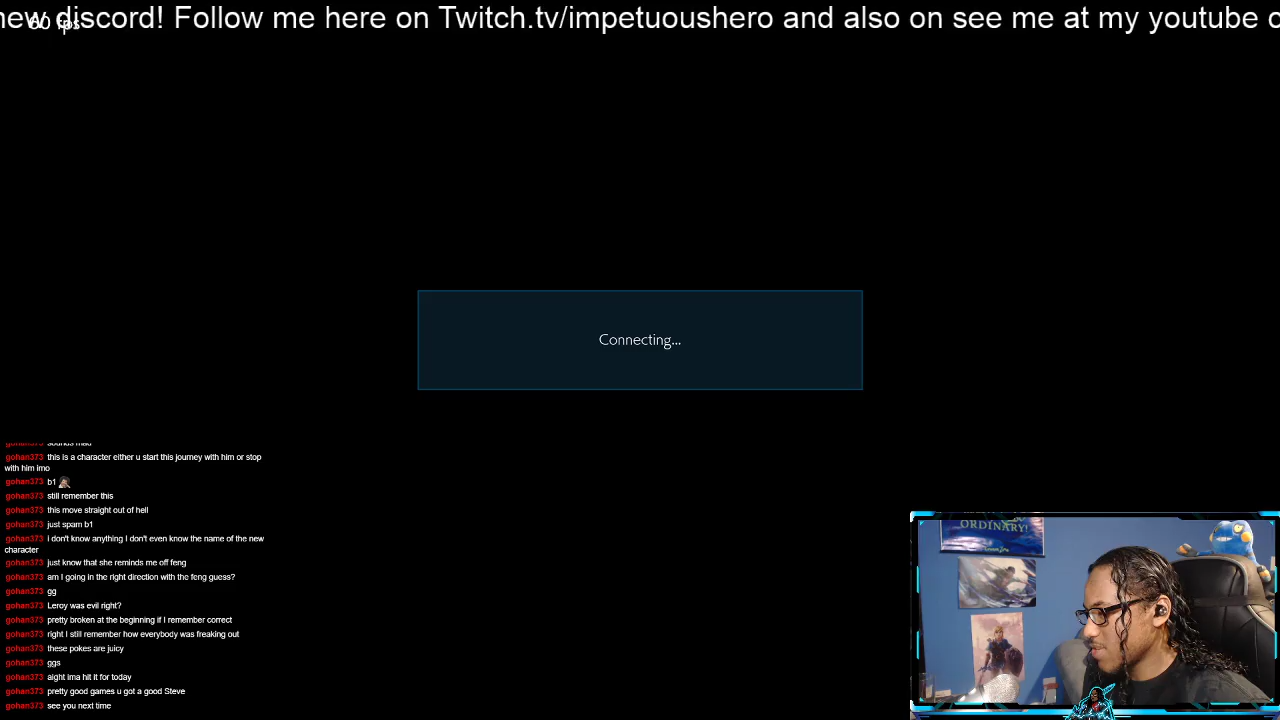 new discord! Follow me here on Twitch.tv/impetuoushero and also on see me at my youtube c
60 fps
Connecting...
gohan373 sounds mad
gohan373 this is a character either u start this journey with him or stop
with him imo
gohan373 b1
gohan373 still remember this
gohan373 this move straight out of hell
gohan373 just spam b1
gohan373 I don't know anything I don't even know the name of the new
character
gohan373 just know that she reminds me off feng
gohan373 am I going in the right direction with the feng guess?
gohan373 gg
gohan373 Leroy was evil right?
gohan373 pretty broken at the beginning if I remember correct
gohan373 right I still remember how everybody was freaking out
gohan373 these pokes are juicy
gohan373 ggs
gohan373 aight ima hit it for today
gohan373 pretty good games u got a good Steve
gohan373 see you next time
ORDINARY!